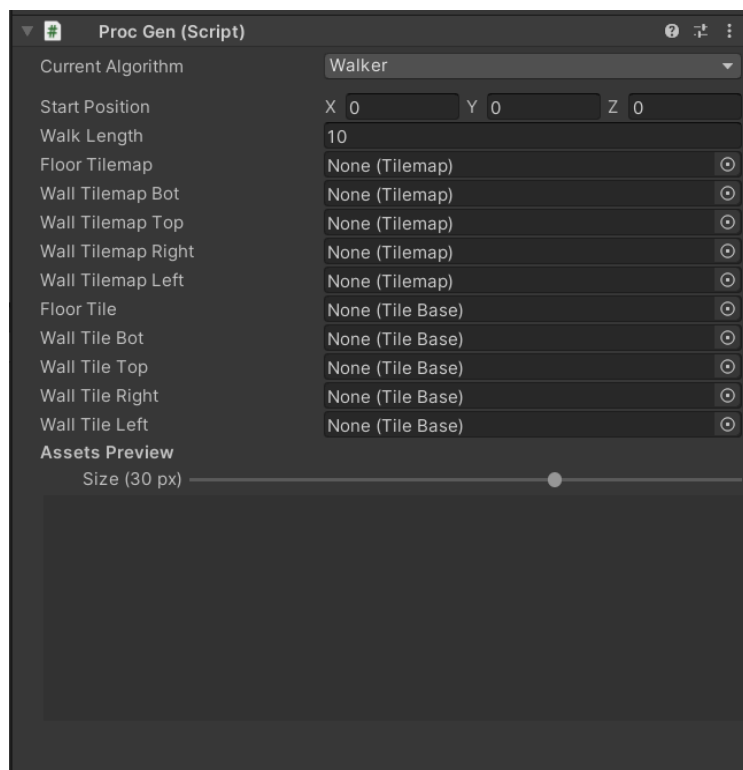 Proc Gen (Script)
Current Algorithm Walker
Start Position X 0 Y 0 Z 0
Walk Length 10
Floor Tilemap None (Tilemap)
Wall Tilemap Bot None (Tilemap)
Wall Tilemap Top None (Tilemap)
Wall Tilemap Right None (Tilemap)
Wall Tilemap Left None (Tilemap)
Floor Tile None (Tile Base)
Wall Tile Bot None (Tile Base)
Wall Tile Top None (Tile Base)
Wall Tile Right None (Tile Base)
Wall Tile Left None (Tile Base)
Assets Preview
Size (30 px)